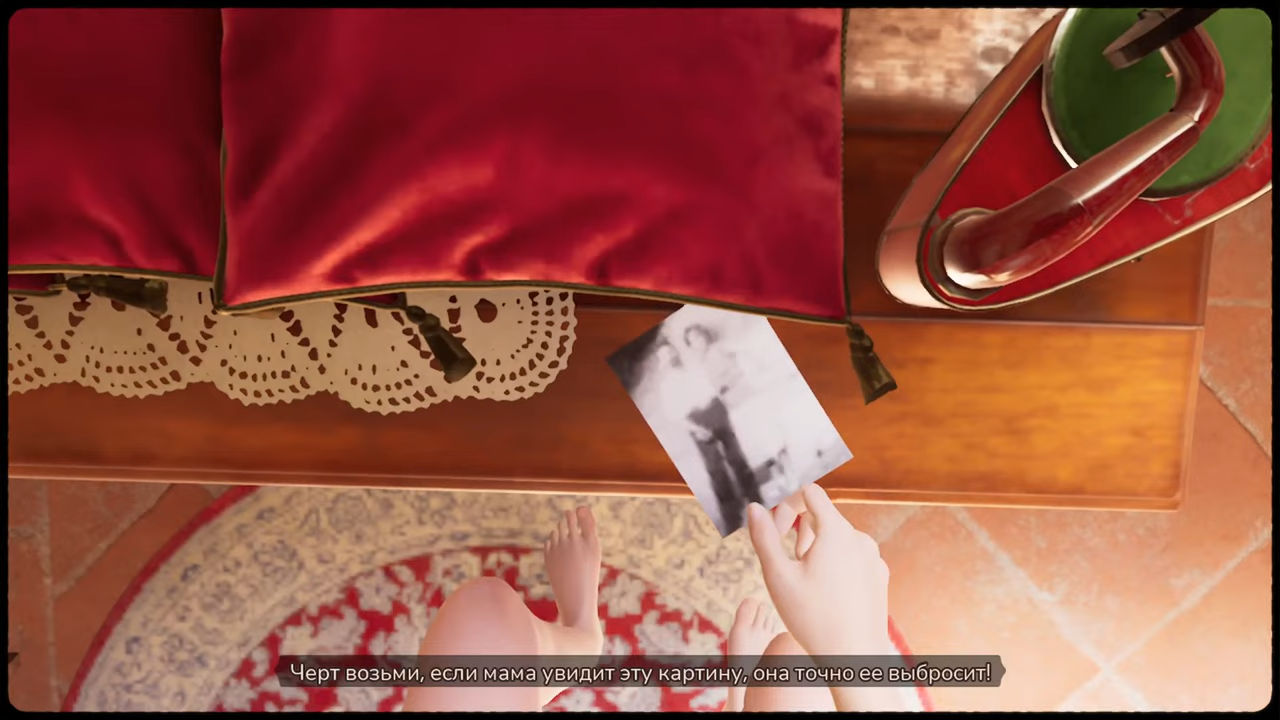 Черт возьми, если мама увидит эту картину, она точно ее выбросит!